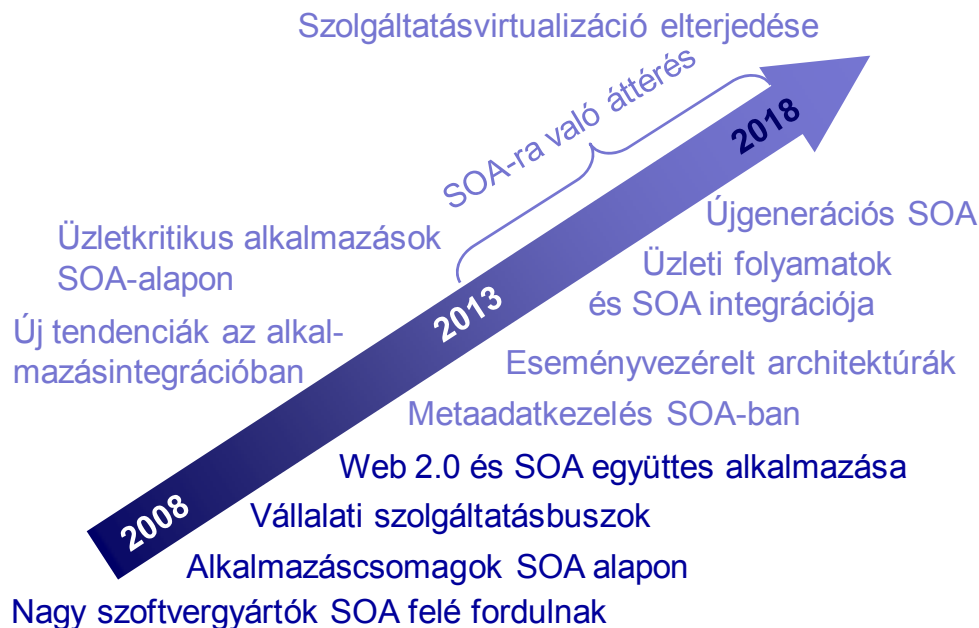 Szolgáltatásvirtualizáció elterjedése
SOA-ra való áttérés
2018
Újgenerációs SOA
Üzletkritikus alkalmazások
SOA-alapon
Üzleti folyamatok
és SOA integrációja
2013
Új tendenciák az alkal-
mazásintegrációban
Eseményvezérelt architektúrák
Metaadatkezelés SOA-ban
Web 2.0 és SOA együttes alkalmazása
2008
Vállalati szolgáltatásbuszok
Alkalmazáscsomagok SOA alapon
Nagy szoftvergyártók SOA felé fordulnak